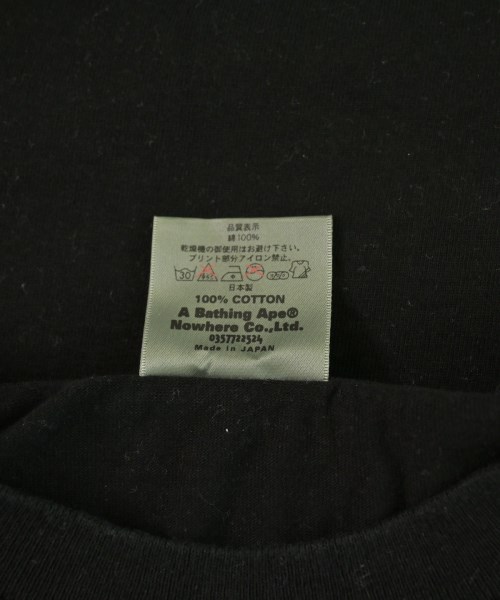 品質表示
綿100%
乾燥機の御使用はお避け下さい。
プリント部分アイロン禁止。
30
日本製
100% COTTON
A Bathing Ape®
Nowhere Co.,Ltd.
0357722524
Made in JAPAN